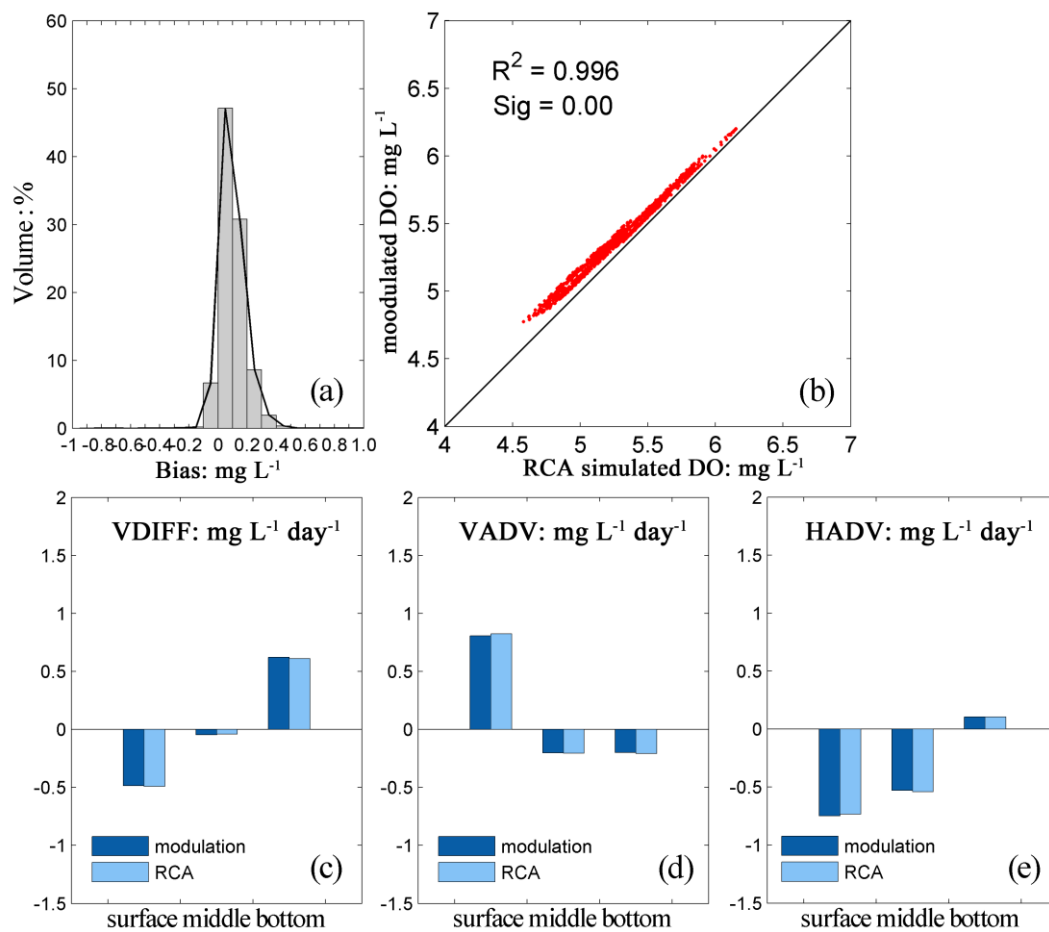 60
50
40
30
20
10
0
Volume: %
-1 -0.8 -0.6 -0.4 -0.2 0 0.2 0.4 0.6 0.8 1.0
Bias: mg L-1
(a)
7
6.5
6
5.5
5
4.5
4
moodulated DO: mg L-1
R2 = 0.996
Sig = 0.00
(b)
4 4.5 5 5.5 6 6.5 7
RCA simulated DO: mg L-1
2
1.5
1
0.5
0
-0.5
-1
-1.5
VDIFF: mg L-1 day-1
modulation
RCA
(c)
surface middle bottom
2
1.5
1
0.5
0
-0.5
-1
-1.5
VADV: mg L-1 day-1
modulation
RCA
(d)
surface middle bottom
2
1.5
1
0.5
0
-0.5
-1
-1.5
HADV: mg L-1 day-1
modulation
RCA
(e)
surface middle bottom